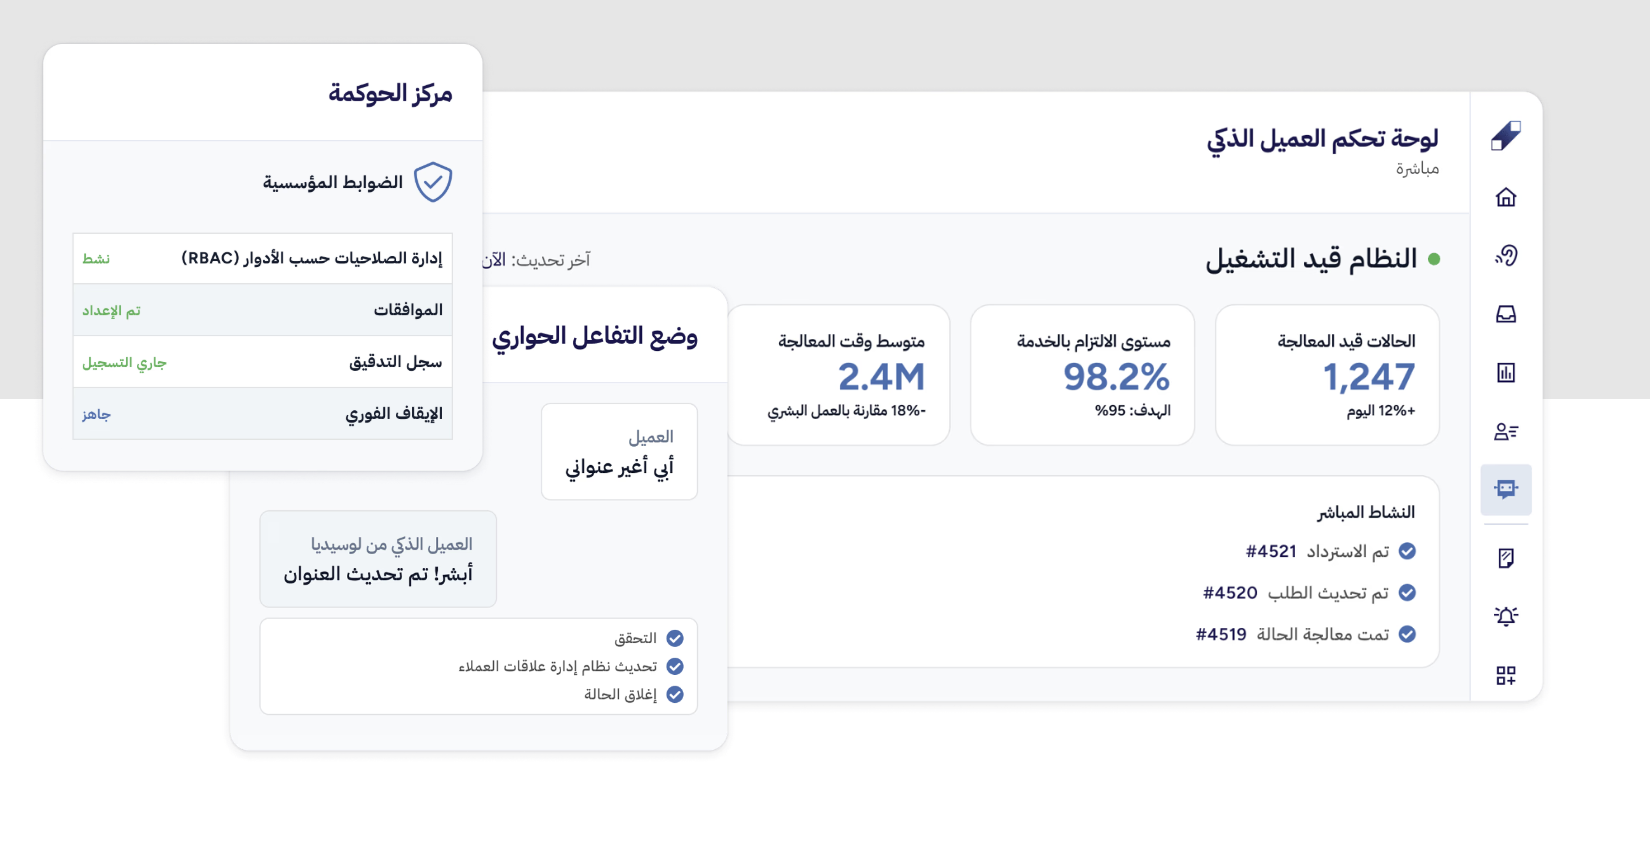 مركز الحوكمة
الضوابط المؤسسية
إدارة الصلاحيات حسب الأدوار (RBAC) نشط
الموافقات تم الإعداد
سجل التدقيق جاري التسجيل
الإيقاف الفوري جاهز
لوحة تحكم العميل الذكي
مباشرة
النظام قيد التشغيل
آخر تحديث: الآن
الحالات قيد المعالجة
1,247
+12% اليوم
مستوى الالتزام بالخدمة
98.2%
الهدف: 95%
متوسط وقت المعالجة
2.4M
-18% مقارنة بالعمل البشري
النشاط المباشر
تم الاسترداد #4521
تم تحديث الطلب #4520
تمت معالجة الحالة #4519
وضع التفاعل الحواري
العميل
أبي أغير عنواني
العميل الذكي من لوسيديا
أبشر! تم تحديث العنوان
التحقق
تحديث نظام إدارة علاقات العملاء
إغلاق الحالة